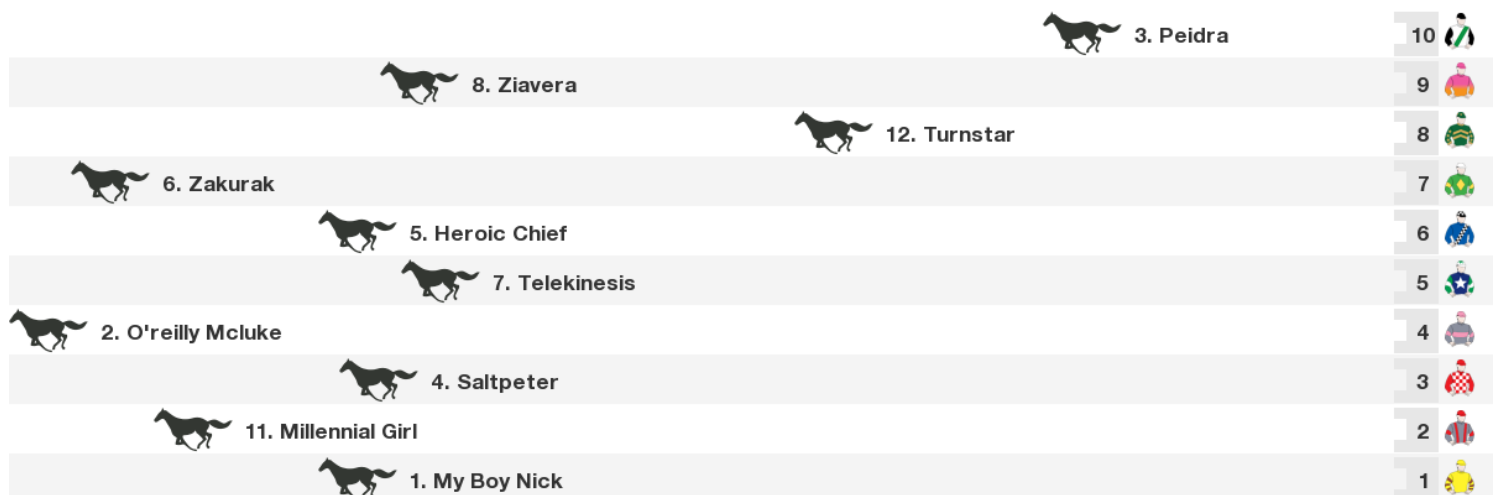 3. Peidra 10
8. Ziavera 9
12. Turnstar 8
6. Zakurak 7
5. Heroic Chief 6
7. Telekinesis 5
2. O'reilly Mcluke 4
4. Saltpeter 3
11. Millennial Girl 2
1. My Boy Nick 1